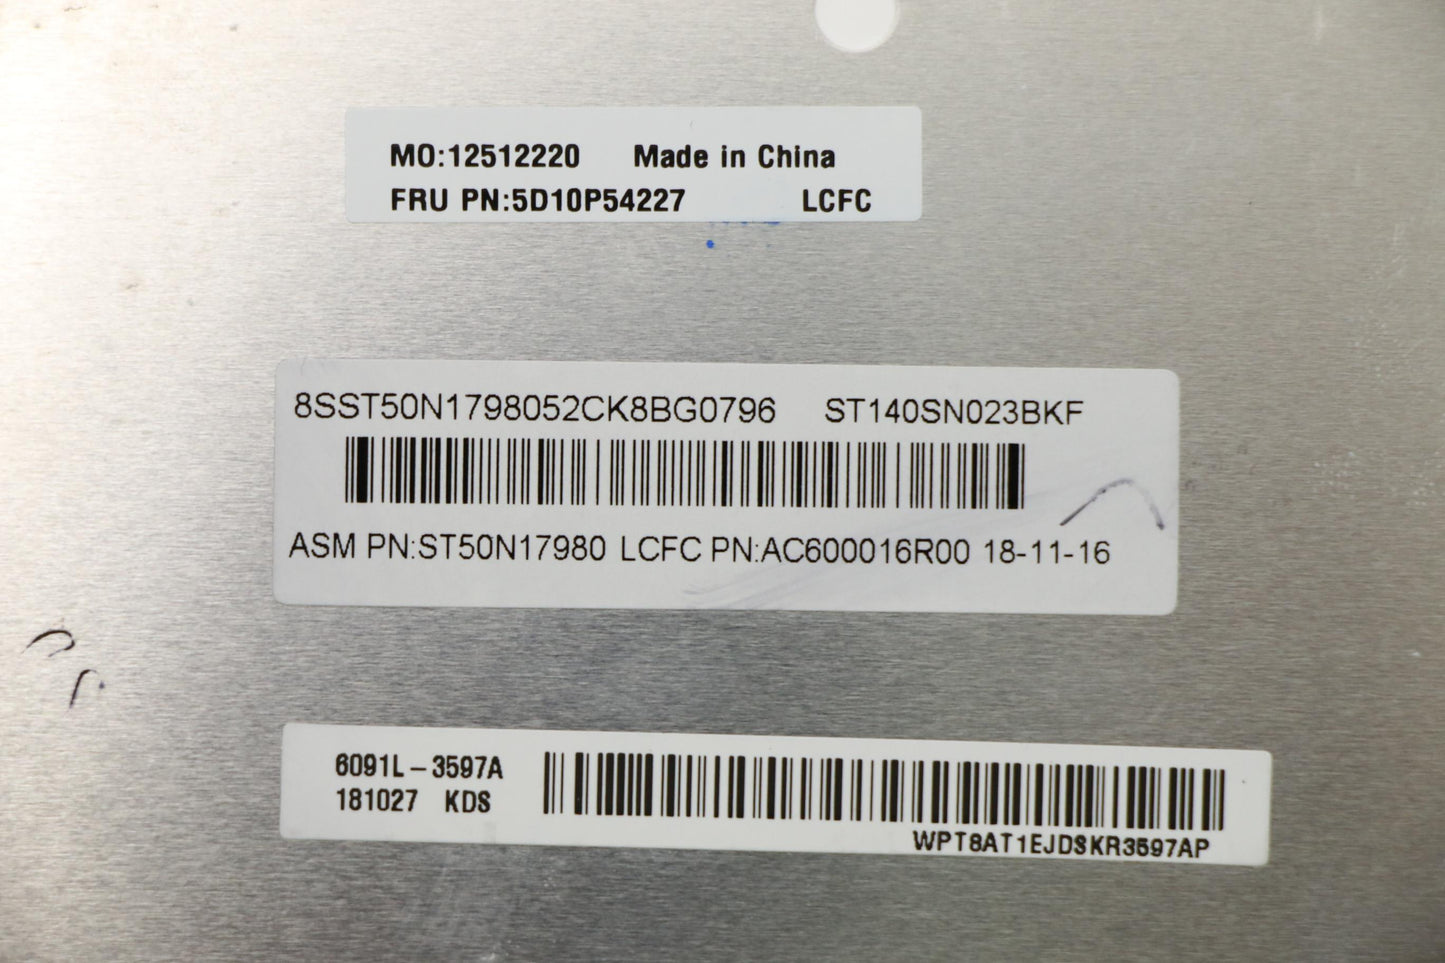 MO:12512220 Made in China
FRU PN:5D10P54227 LCFC
8SST50N1798052CK8BG0796 ST140SN023BKF
ASM PN:ST50N17980 LCFC PN:AC600016R00 18-11-16
6091L-3597A
181027 KDS
WPT8AT1EJDSKR3597AP